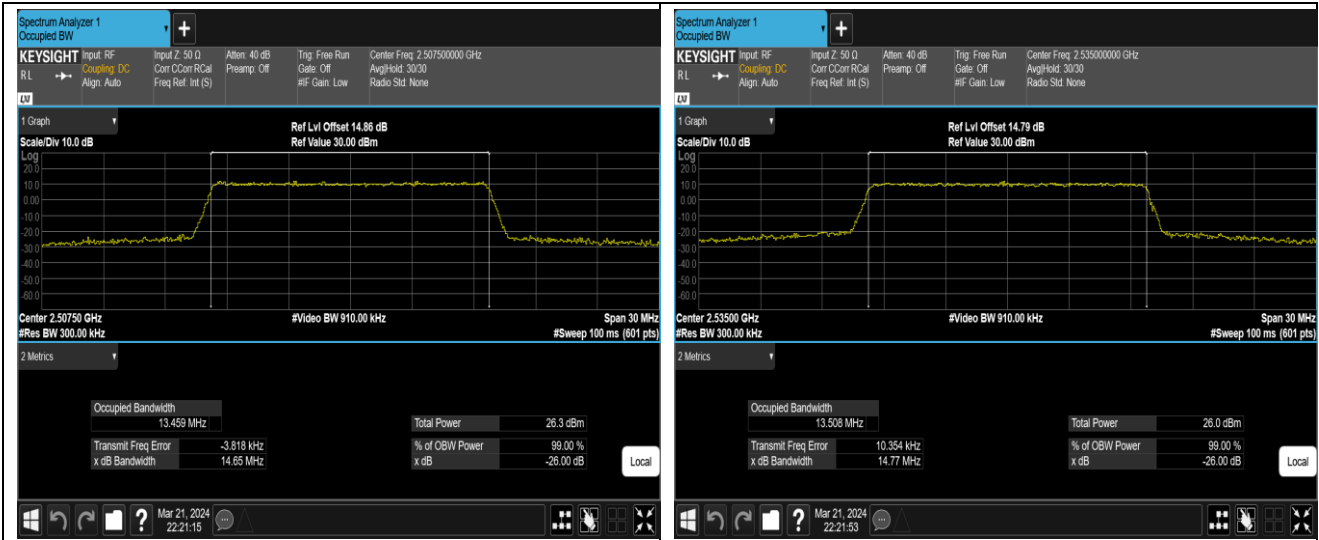 Spectrum Analyzer 1
Occupied BW
+
KEYSIGHT Input: RF Input Z: 50 Ω Atten: 40 dB Trig: Free Run Center Freq: 2.507500000 GHz
RL Coupling: DC Corr CCorr RCal Preamp: Off Gate: Off Avg|Hold: 30/30
Align: Auto Freq Ref: Int (S) #IF Gain: Low Radio Std: None
LXI
1 Graph
Ref Lvl Offset 14.86 dB
Scale/Div 10.0 dB Ref Value 30.00 dBm
Log
20.0
10.0
0.00
-10.0
-20.0
-30.0
-40.0
-50.0
-60.0
Center 2.50750 GHz #Video BW 910.00 kHz Span 30 MHz
#Res BW 300.00 kHz #Sweep 100 ms (601 pts)
2 Metrics
Occupied Bandwidth
13.459 MHz Total Power 26.3 dBm
Transmit Freq Error -3.818 kHz % of OBW Power 99.00 %
x dB Bandwidth 14.65 MHz x dB -26.00 dB
Local
? Mar 21, 2024
22:21:15
Spectrum Analyzer 1
Occupied BW
+
KEYSIGHT Input: RF Input Z: 50 Ω Atten: 40 dB Trig: Free Run Center Freq: 2.535000000 GHz
RL Coupling: DC Corr CCorr RCal Preamp: Off Gate: Off Avg|Hold: 30/30
Align: Auto Freq Ref: Int (S) #IF Gain: Low Radio Std: None
LXI
1 Graph
Ref Lvl Offset 14.79 dB
Scale/Div 10.0 dB Ref Value 30.00 dBm
Log
20.0
10.0
0.00
-10.0
-20.0
-30.0
-40.0
-50.0
-60.0
Center 2.53500 GHz #Video BW 910.00 kHz Span 30 MHz
#Res BW 300.00 kHz #Sweep 100 ms (601 pts)
2 Metrics
Occupied Bandwidth
13.508 MHz Total Power 26.0 dBm
Transmit Freq Error 10.354 kHz % of OBW Power 99.00 %
x dB Bandwidth 14.77 MHz x dB -26.00 dB
Local
? Mar 21, 2024
22:21:53